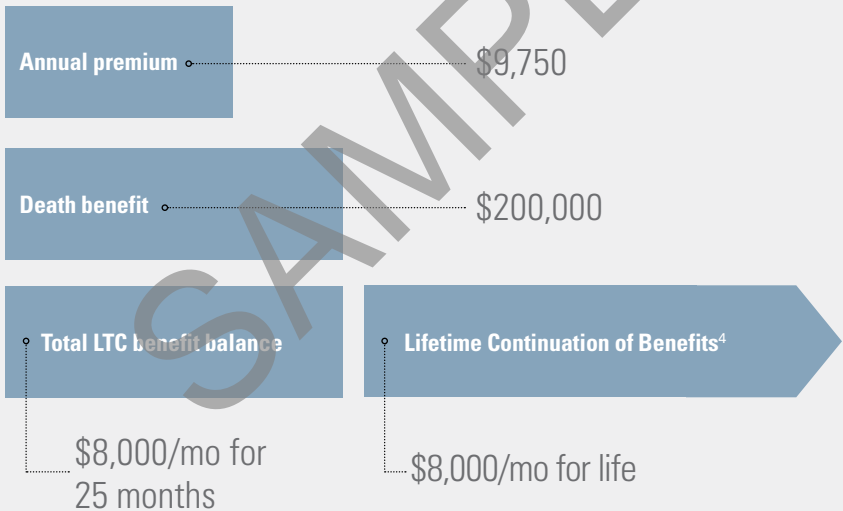 Annual premium
$9,750
Death benefit
$200,000
Total LTC benefit balance
Lifetime Continuation of Benefits4
$8,000/mo for
25 months
$8,000/mo for life
SAMPLE